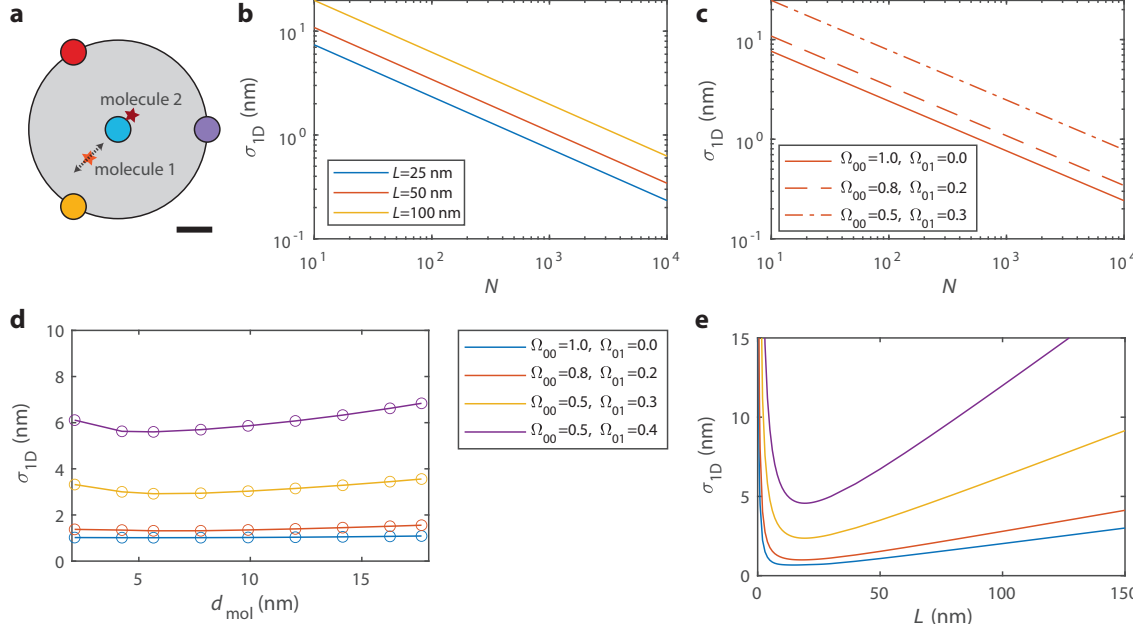 a
molecule 2
molecule 1
b
σ1D (nm)
10^1
10^0
10^-1
L=25 nm
L=50 nm
L=100 nm
10^1
10^2
10^3
10^4
N
c
σ1D (nm)
10^1
10^0
10^-1
Ω00=1.0, Ω01=0.0
Ω00=0.8, Ω01=0.2
Ω00=0.5, Ω01=0.3
10^1
10^2
10^3
10^4
N
d
σ1D (nm)
10
8
6
4
2
0
5
10
15
dmol (nm)
Ω00=1.0, Ω01=0.0
Ω00=0.8, Ω01=0.2
Ω00=0.5, Ω01=0.3
Ω00=0.5, Ω01=0.4
e
σ1D (nm)
15
10
5
0
0
50
100
150
L (nm)